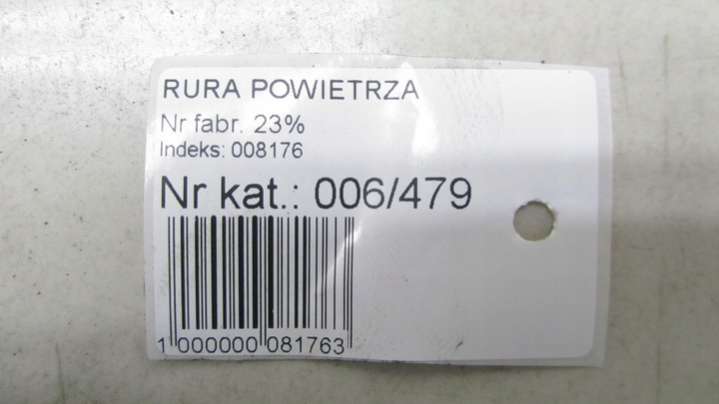 RURA POWIETRZA
Nr fabr. 23%
Indeks: 008176
Nr kat.: 006/479
1 000000 081763